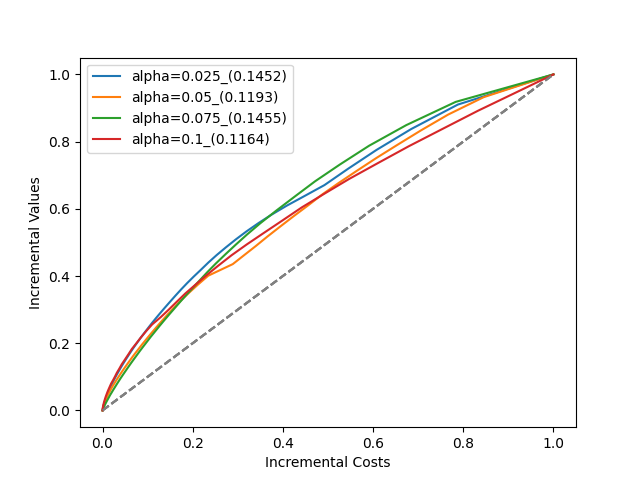 alpha=0.025_(0.1452)
alpha=0.05_(0.1193)
alpha=0.075_(0.1455)
alpha=0.1_(0.1164)
1.0
0.8
0.6
0.4
0.2
0.0
Incremental Values
0.0 0.2 0.4 0.6 0.8 1.0
Incremental Costs